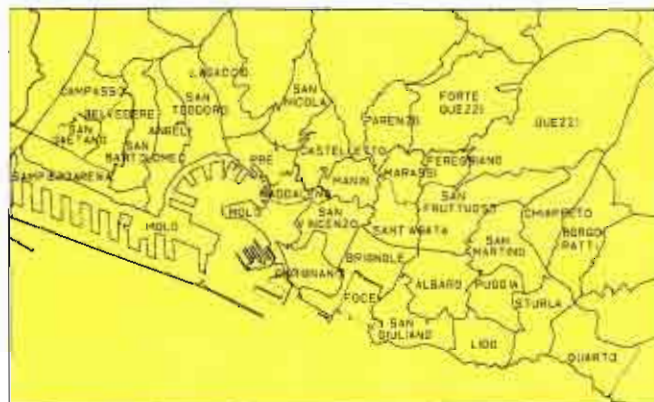 LAGACCIO
CAMPASSO
SAN
TEODORO
SAN
NICOLA
FORTE
QUEZZI
BELVEDERE
PARENZO
QUEZZI
SAN
GAETANO
ANGELI
SAN
BARTOLOMEO
PRE
CASTELLETTO
MARASSI
FEREGGIANO
SAMPIERDARENA
MADDALENA
MANIN
SAN
FRUTTUOSO
MOLO
MOLO
SAN
VINCENZO
SANT'AGATA
CHIAPPETO
BORGO
RATTI
SAN
MARTINO
CARIGNANO
BRIGNOLE
FOCE
ALBARO
PUGGIA
STURLA
SAN
GIULIANO
LIDO
QUARTO